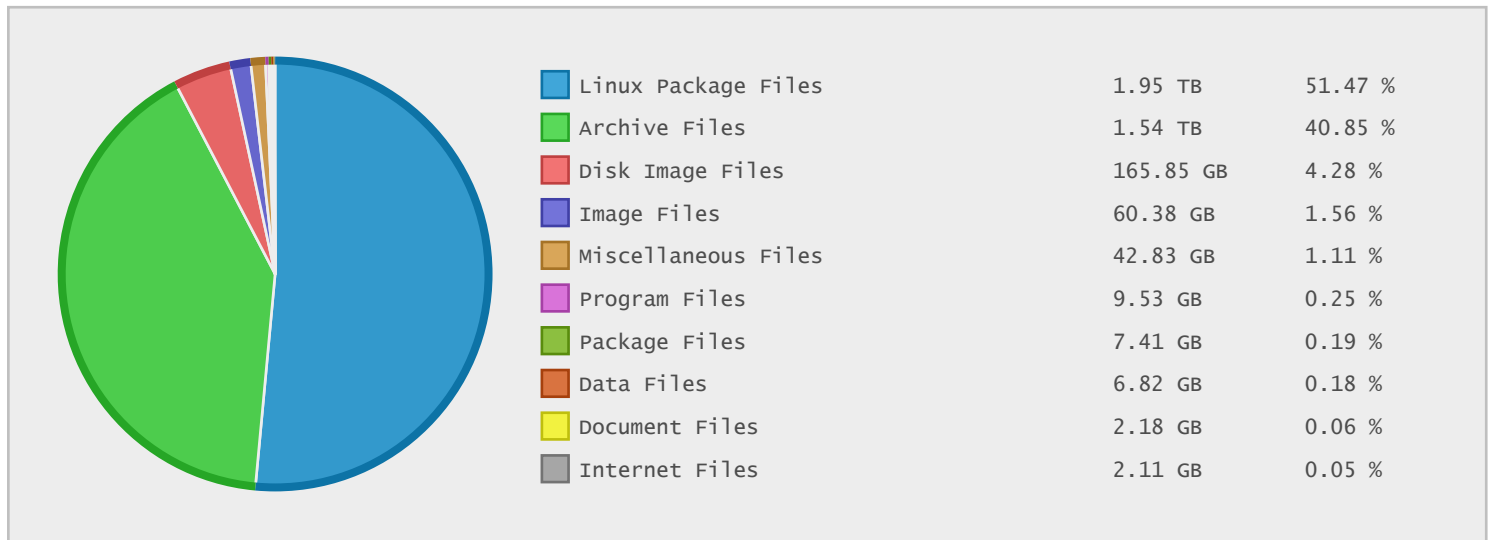 Linux Package Files 1.95 TB 51.47 %
Archive Files 1.54 TB 40.85 %
Disk Image Files 165.85 GB 4.28 %
Image Files 60.38 GB 1.56 %
Miscellaneous Files 42.83 GB 1.11 %
Program Files 9.53 GB 0.25 %
Package Files 7.41 GB 0.19 %
Data Files 6.82 GB 0.18 %
Document Files 2.18 GB 0.06 %
Internet Files 2.11 GB 0.05 %